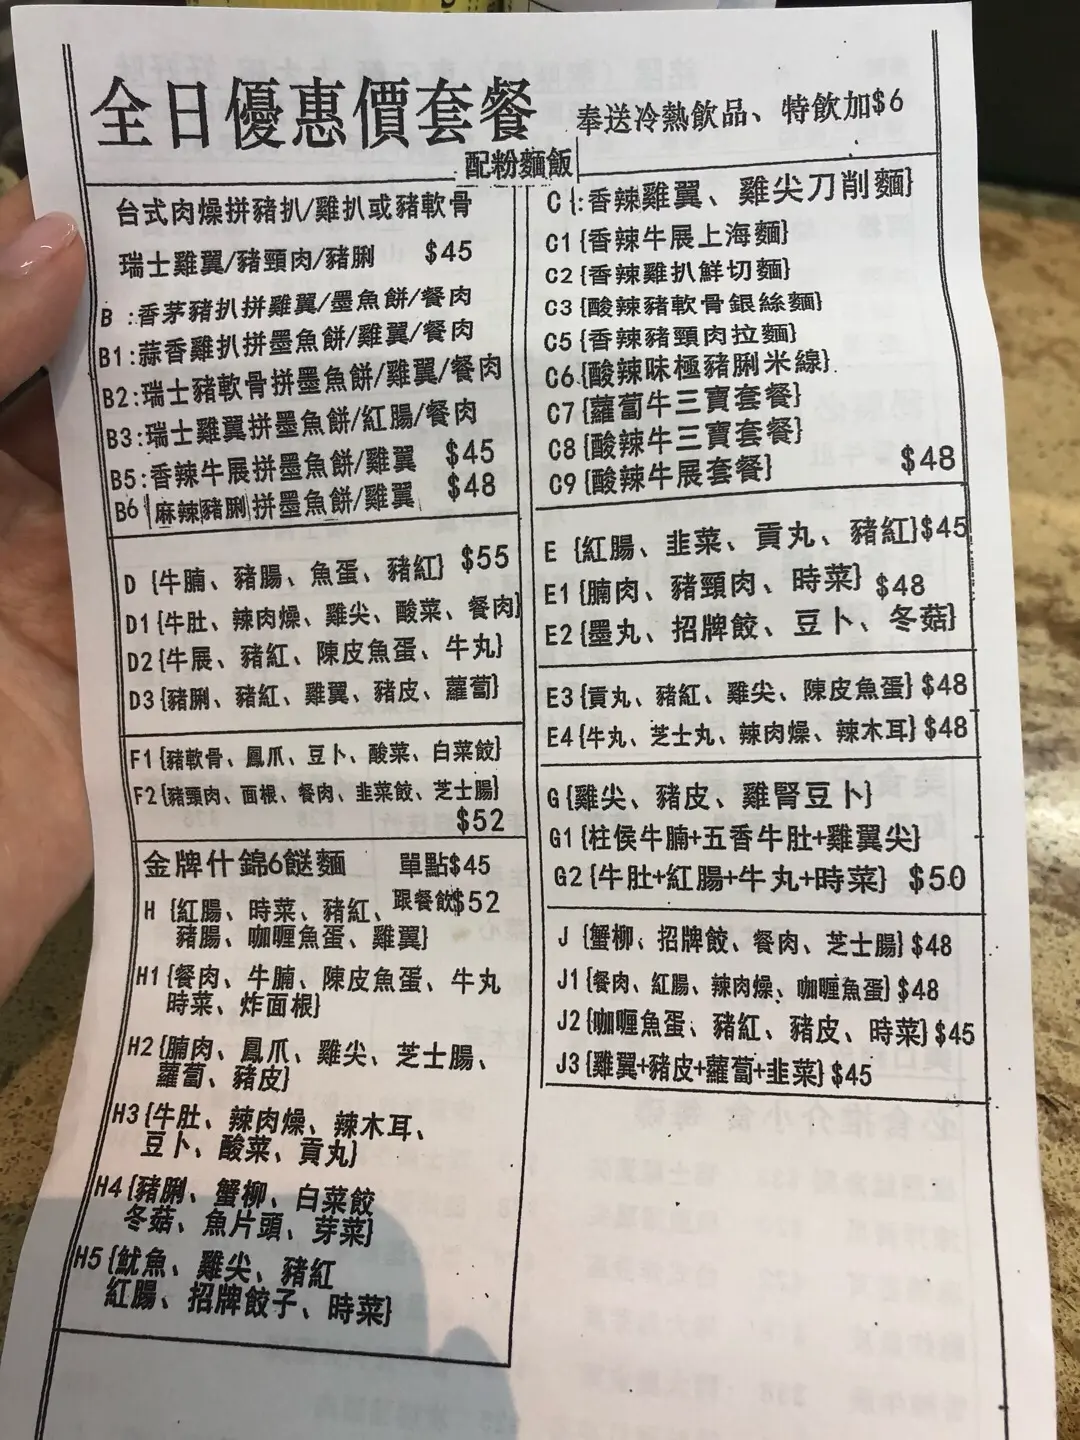 全日優惠價套餐
奉送冷熱飲品、特飲加$6
配粉麵飯
台式肉燥拼豬扒/雞扒或豬軟骨
瑞士雞翼/豬頸肉/豬脷 $45
B :香茅豬扒拼雞翼/墨魚餅/餐肉
B1:蒜香雞扒拼墨魚餅/雞翼/餐肉
B2:瑞士豬軟骨拼墨魚餅/雞翼/餐肉
B3:瑞士雞翼拼墨魚餅/紅腸/餐肉
B5:香辣牛展拼墨魚餅/雞翼 $45
B6 麻辣豬脷拼墨魚餅/雞翼 $48
D {牛腩、豬腸、魚蛋、豬紅} $55
D1{牛肚、辣肉燥、雞尖、酸菜、餐肉}
D2{牛展、豬紅、陳皮魚蛋、牛丸}
D3{豬脷、豬紅、雞翼、豬皮、蘿蔔}
F1{豬軟骨、鳳爪、豆卜、酸菜、白菜餃}
F2{豬頸肉、面根、餐肉、韭菜餃、芝士腸}
$52
金牌什錦6餸麵 單點$45
跟餐飲$52
H {紅腸、時菜、豬紅、
豬腸、咖喱魚蛋、雞翼}
H1{餐肉、牛腩、陳皮魚蛋、牛丸
時菜、炸面根}
H2{腩肉、鳳爪、雞尖、芝士腸、
蘿蔔、豬皮}
H3{牛肚、辣肉燥、辣木耳、
豆卜、酸菜、貢丸}
H4{豬脷、蟹柳、白菜餃
冬菇、魚片頭、芽菜}
H5{魷魚、雞尖、豬紅
紅腸、招牌餃子、時菜}
C {:香辣雞翼、雞尖刀削麵}
C1{香辣牛展上海麵}
C2{香辣雞扒鮮切麵}
C3{酸辣豬軟骨銀絲麵}
C5{香辣豬頸肉拉麵}
C6{酸辣味極豬脷米線}
C7{蘿蔔牛三寶套餐}
C8{酸辣牛三寶套餐}
C9{酸辣牛展套餐} $48
E {紅腸、韭菜、貢丸、豬紅}$45
E1{腩肉、豬頸肉、時菜} $48
E2{墨丸、招牌餃、豆卜、冬菇}
E3{貢丸、豬紅、雞尖、陳皮魚蛋} $48
E4{牛丸、芝士丸、辣肉燥、辣木耳} $48
G{雞尖、豬皮、雞腎豆卜}
G1{柱侯牛腩+五香牛肚+雞翼尖}
G2{牛肚+紅腸+牛丸+時菜} $50
J {蟹柳、招牌餃、餐肉、芝士腸} $48
J1{餐肉、紅腸、辣肉燥、咖喱魚蛋} $48
J2{咖喱魚蛋、豬紅、豬皮、時菜} $45
J3{雞翼+豬皮+蘿蔔+韭菜} $45